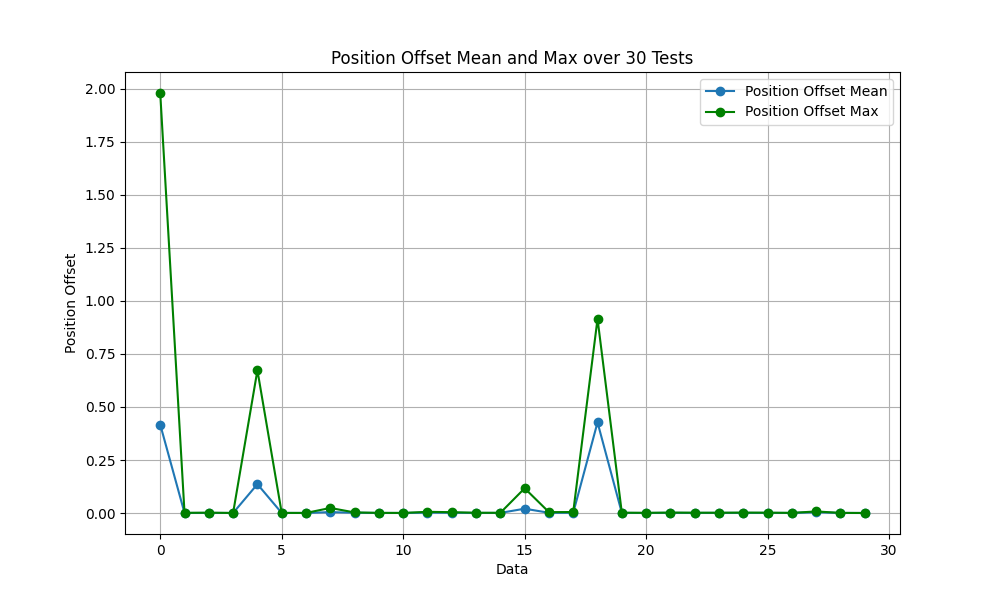 Position Offset Mean and Max over 30 Tests
Position Offset Mean
Position Offset Max
2.00
1.75
1.50
1.25
1.00
0.75
0.50
0.25
0.00
Position Offset
0 5 10 15 20 25 30
Data